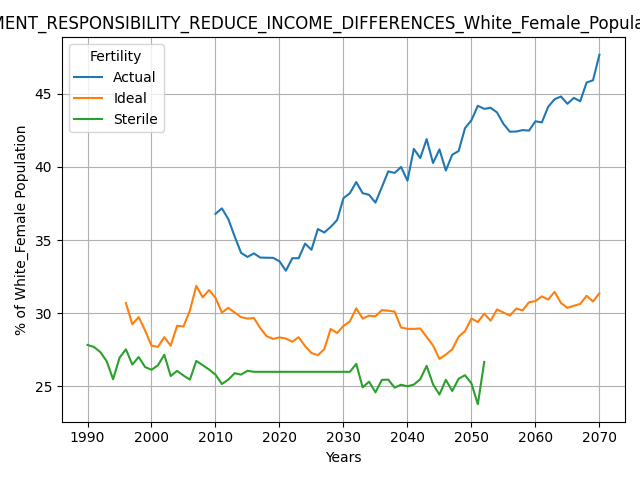 MENT_RESPONSIBILITY_REDUCE_INCOME_DIFFERENCES_White_Female_Popula
Fertility
Actual
Ideal
Sterile
% of White_Female Population
45
40
35
30
25
1990 2000 2010 2020 2030 2040 2050 2060 2070
Years